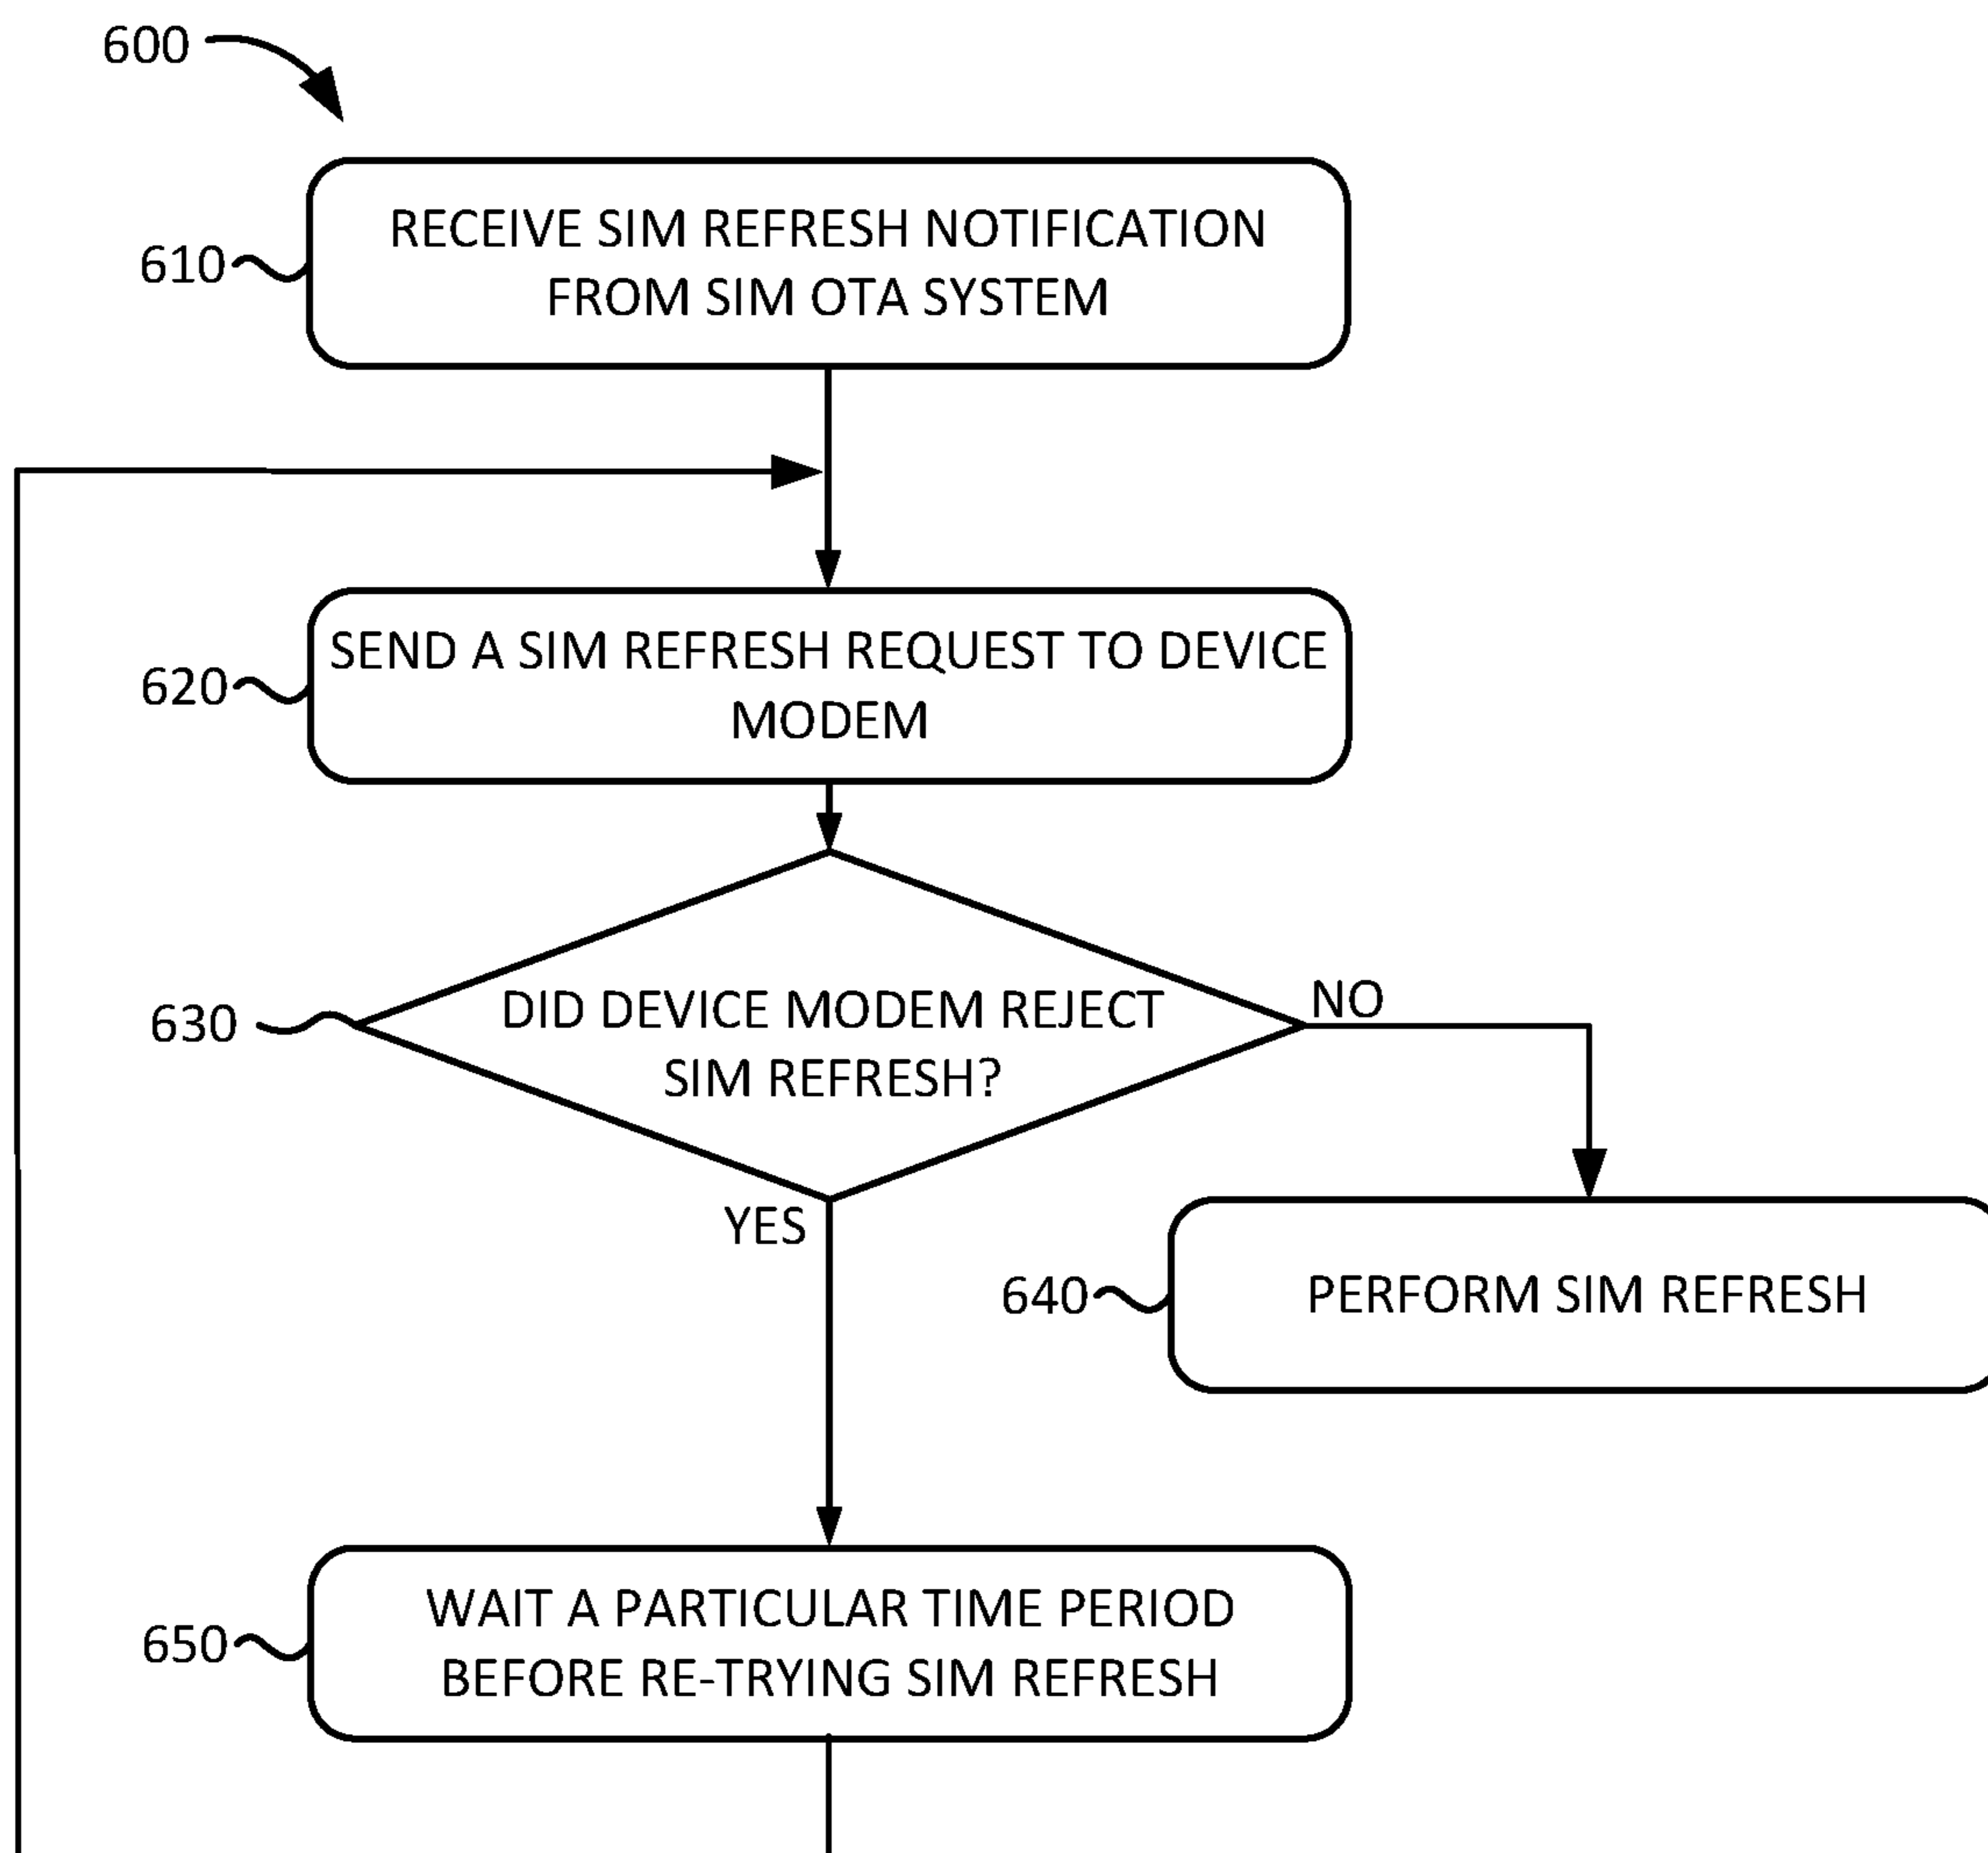 600
RECEIVE SIM REFRESH NOTIFICATION
FROM SIM OTA SYSTEM
610
SEND A SIM REFRESH REQUEST TO DEVICE
MODEM
620
DID DEVICE MODEM REJECT
SIM REFRESH?
630
NO
YES
640
PERFORM SIM REFRESH
WAIT A PARTICULAR TIME PERIOD
BEFORE RE-TRYING SIM REFRESH
650